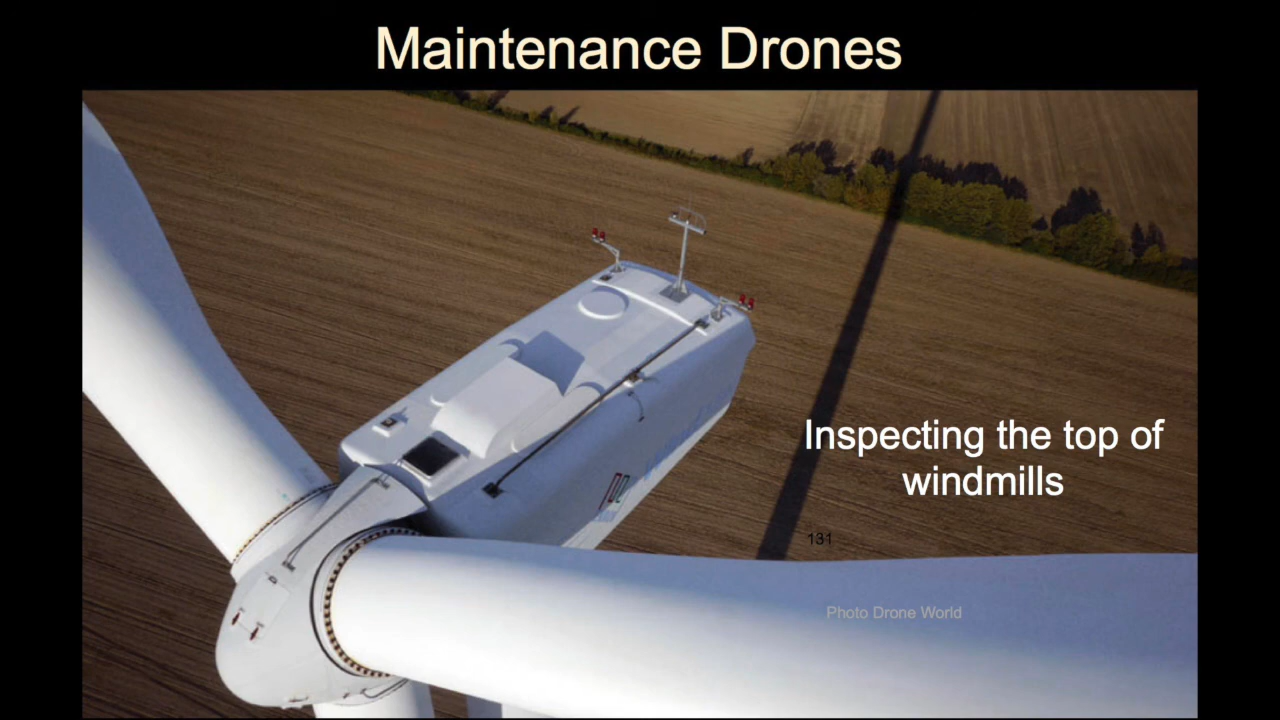 Maintenance Drones
Inspecting the top of
windmills
131
Photo Drone World